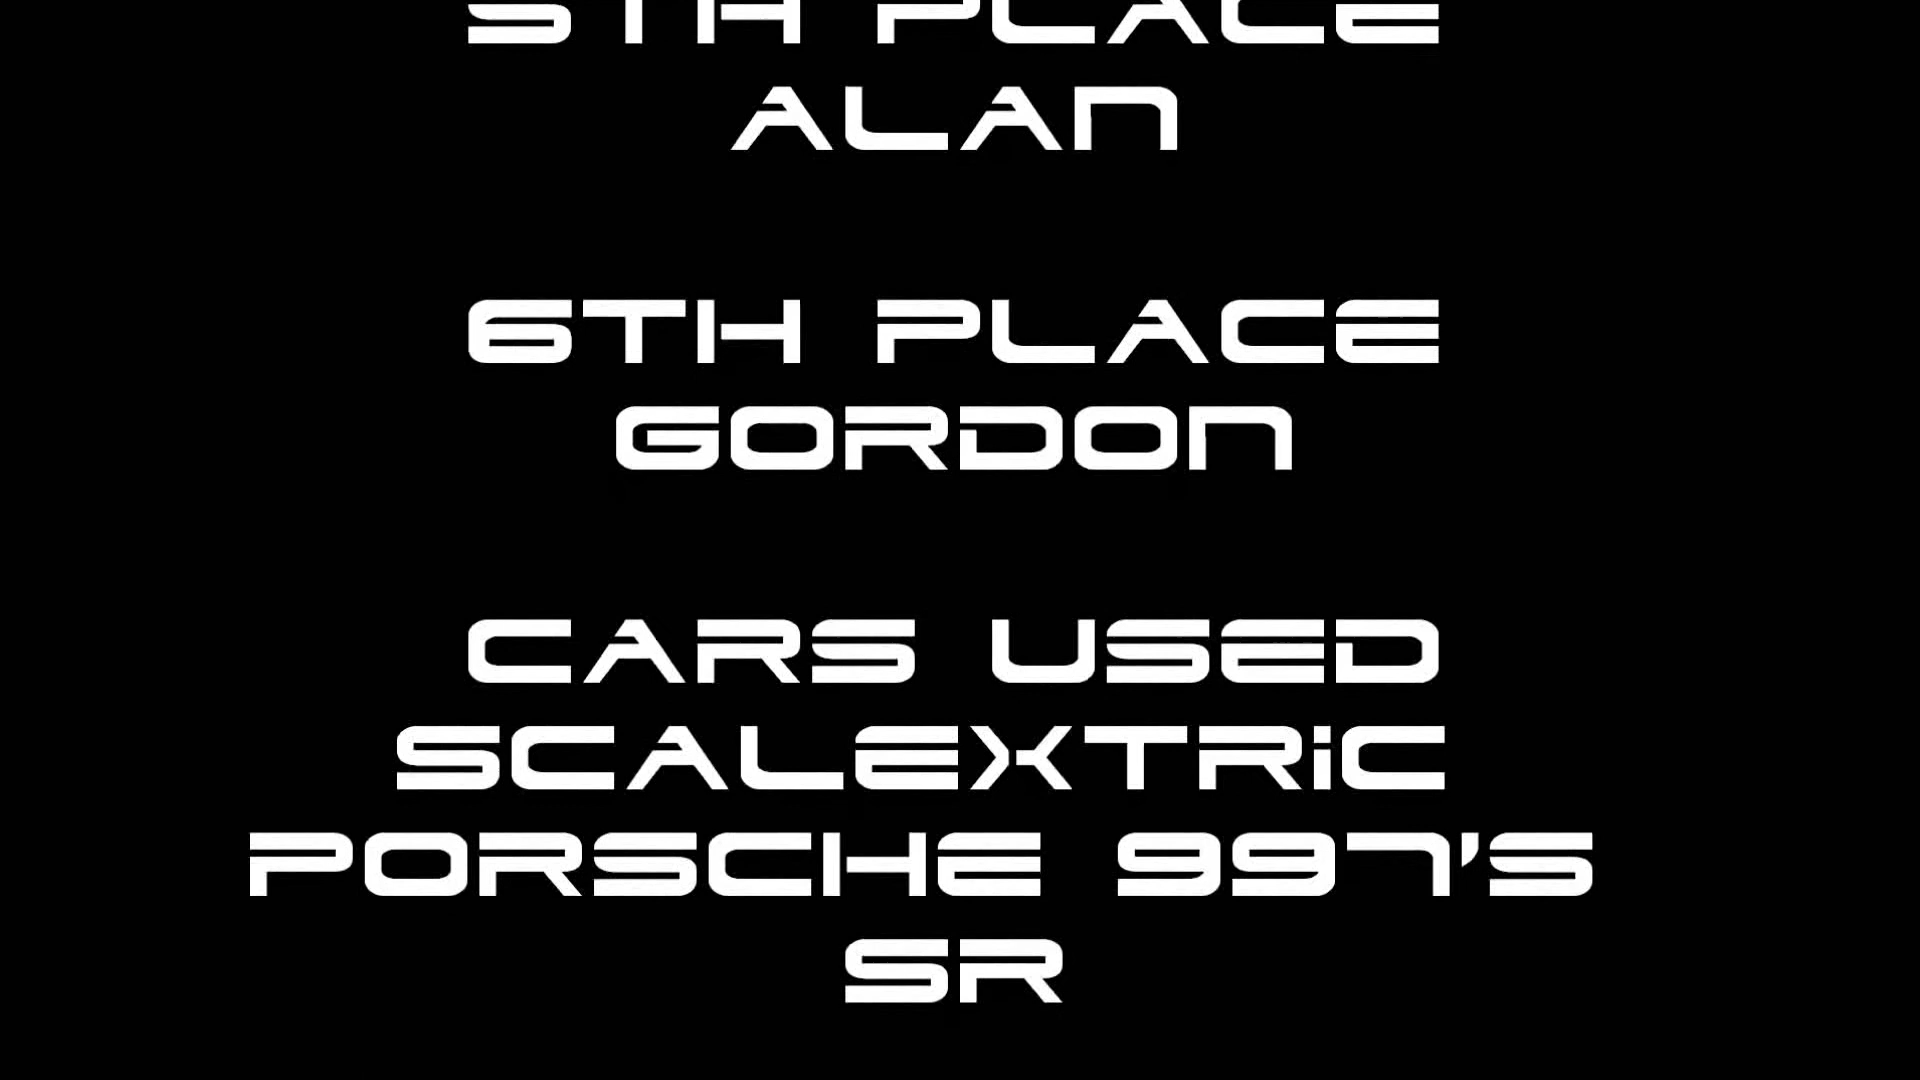 5TH PLACE
ALAN
6TH PLACE
GORDON
CARS USED
SCALEXTRiC
PORSCHE 997'S
SR